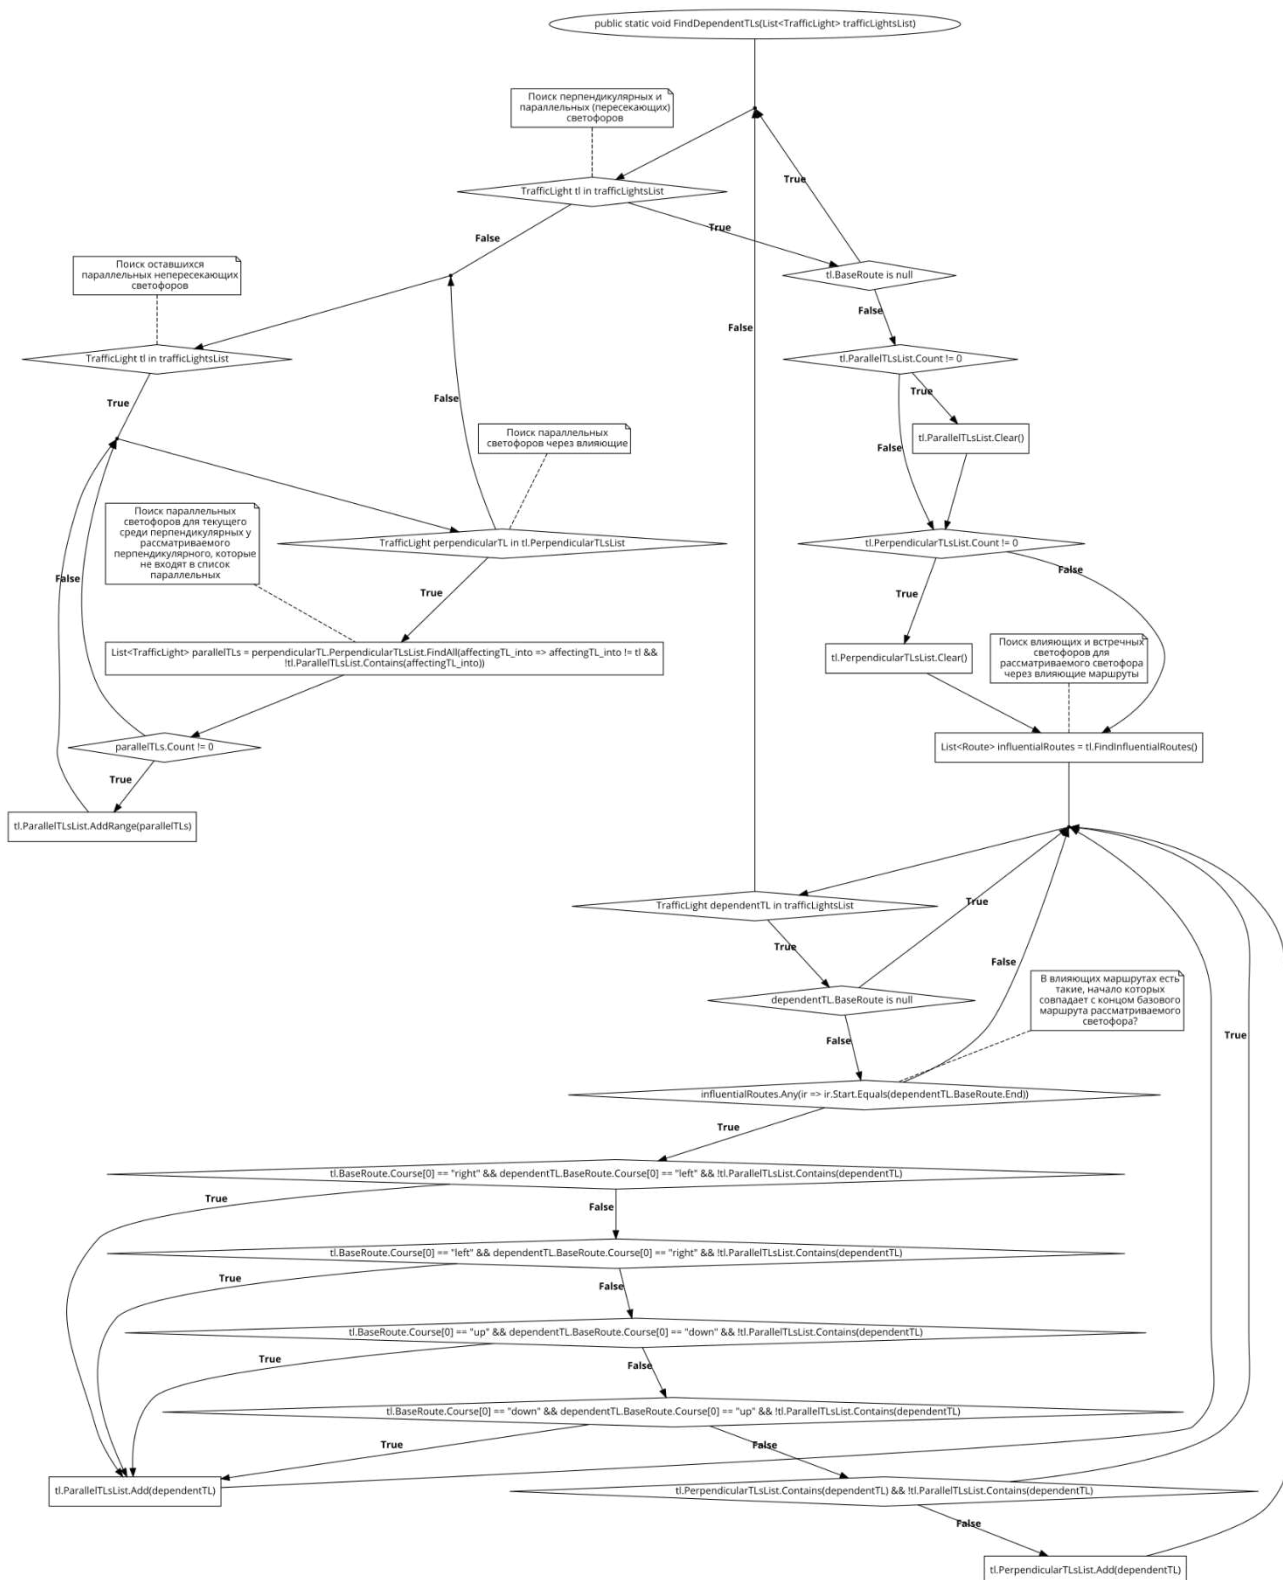 public static void FindDependentTLs(List<TrafficLight> trafficLightsList)
Поиск перпендикулярных и
параллельных (пересекающих)
светофоров
TrafficLight tl in trafficLightsList
True
False
True
Поиск оставшихся
параллельных непересекающих
светофоров
tl.BaseRoute is null
False
False
TrafficLight tl in trafficLightsList
tl.ParallelTLsList.Count != 0
True
False
True
Поиск параллельных
светофоров через влияющие
tl.ParallelTLsList.Clear()
False
Поиск параллельных
светофоров для текущего
среди перпендикулярных у
рассматриваемого
перпендикулярного, которые
не входят в список
параллельных
TrafficLight perpendicularTL in tl.PerpendicularTLsList
tl.PerpendicularTLsList.Count != 0
False
False
True
True
List<TrafficLight> parallelTLs = perpendicularTL.PerpendicularTLsList.FindAll(affectingTL_into => affectingTL_into != tl &&
!tl.ParallelTLsList.Contains(affectingTL_into))
tl.PerpendicularTLsList.Clear()
Поиск влияющих и встречных
светофоров для
рассматриваемого светофора
через влияющие маршруты
parallelTLs.Count != 0
List<Route> influentialRoutes = tl.FindInfluentialRoutes()
True
tl.ParallelTLsList.AddRange(parallelTLs)
TrafficLight dependentTL in trafficLightsList
True
True
False
dependentTL.BaseRoute is null
В влияющих маршрутах есть
такие, начало которых
совпадает с концом базового
маршрута рассматриваемого
светофора?
False
True
influentialRoutes.Any(ir => ir.Start.Equals(dependentTL.BaseRoute.End))
True
tl.BaseRoute.Course[0] == "right" && dependentTL.BaseRoute.Course[0] == "left" && !tl.ParallelTLsList.Contains(dependentTL)
True
False
tl.BaseRoute.Course[0] == "left" && dependentTL.BaseRoute.Course[0] == "right" && !tl.ParallelTLsList.Contains(dependentTL)
True
False
tl.BaseRoute.Course[0] == "up" && dependentTL.BaseRoute.Course[0] == "down" && !tl.ParallelTLsList.Contains(dependentTL)
True
False
tl.BaseRoute.Course[0] == "down" && dependentTL.BaseRoute.Course[0] == "up" && !tl.ParallelTLsList.Contains(dependentTL)
True
False
tl.ParallelTLsList.Add(dependentTL)
tl.PerpendicularTLsList.Contains(dependentTL) && !tl.ParallelTLsList.Contains(dependentTL)
False
tl.PerpendicularTLsList.Add(dependentTL)